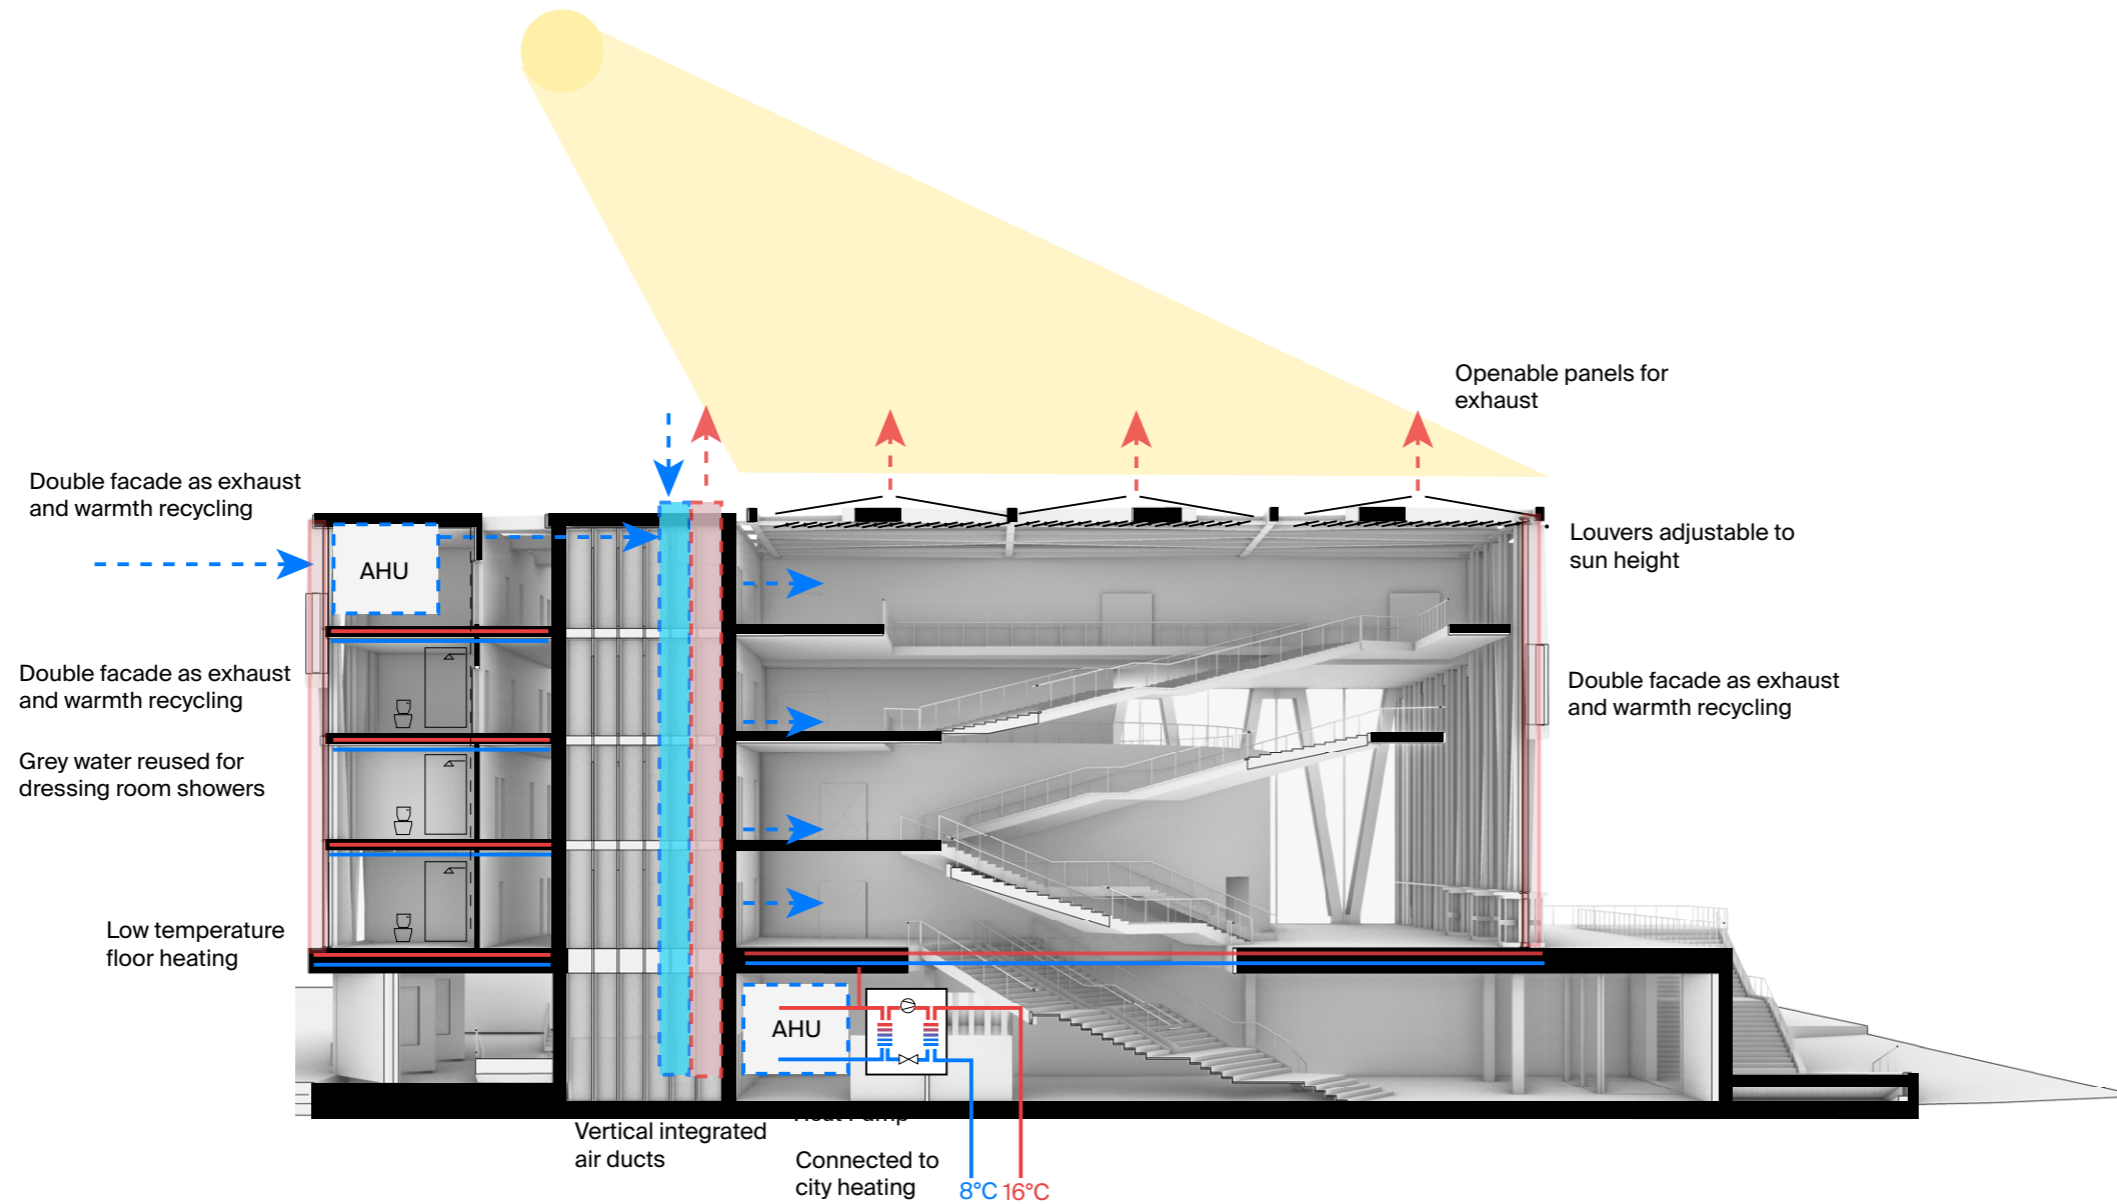 Openable panels for
exhaust
Double facade as exhaust
and warmth recycling
Louvers adjustable to
sun height
AHU
Double facade as exhaust
and warmth recycling
Double facade as exhaust
and warmth recycling
Grey water reused for
dressing room showers
Low temperature
floor heating
AHU
Vertical integrated
air ducts
Connected to
city heating
8°C 16°C